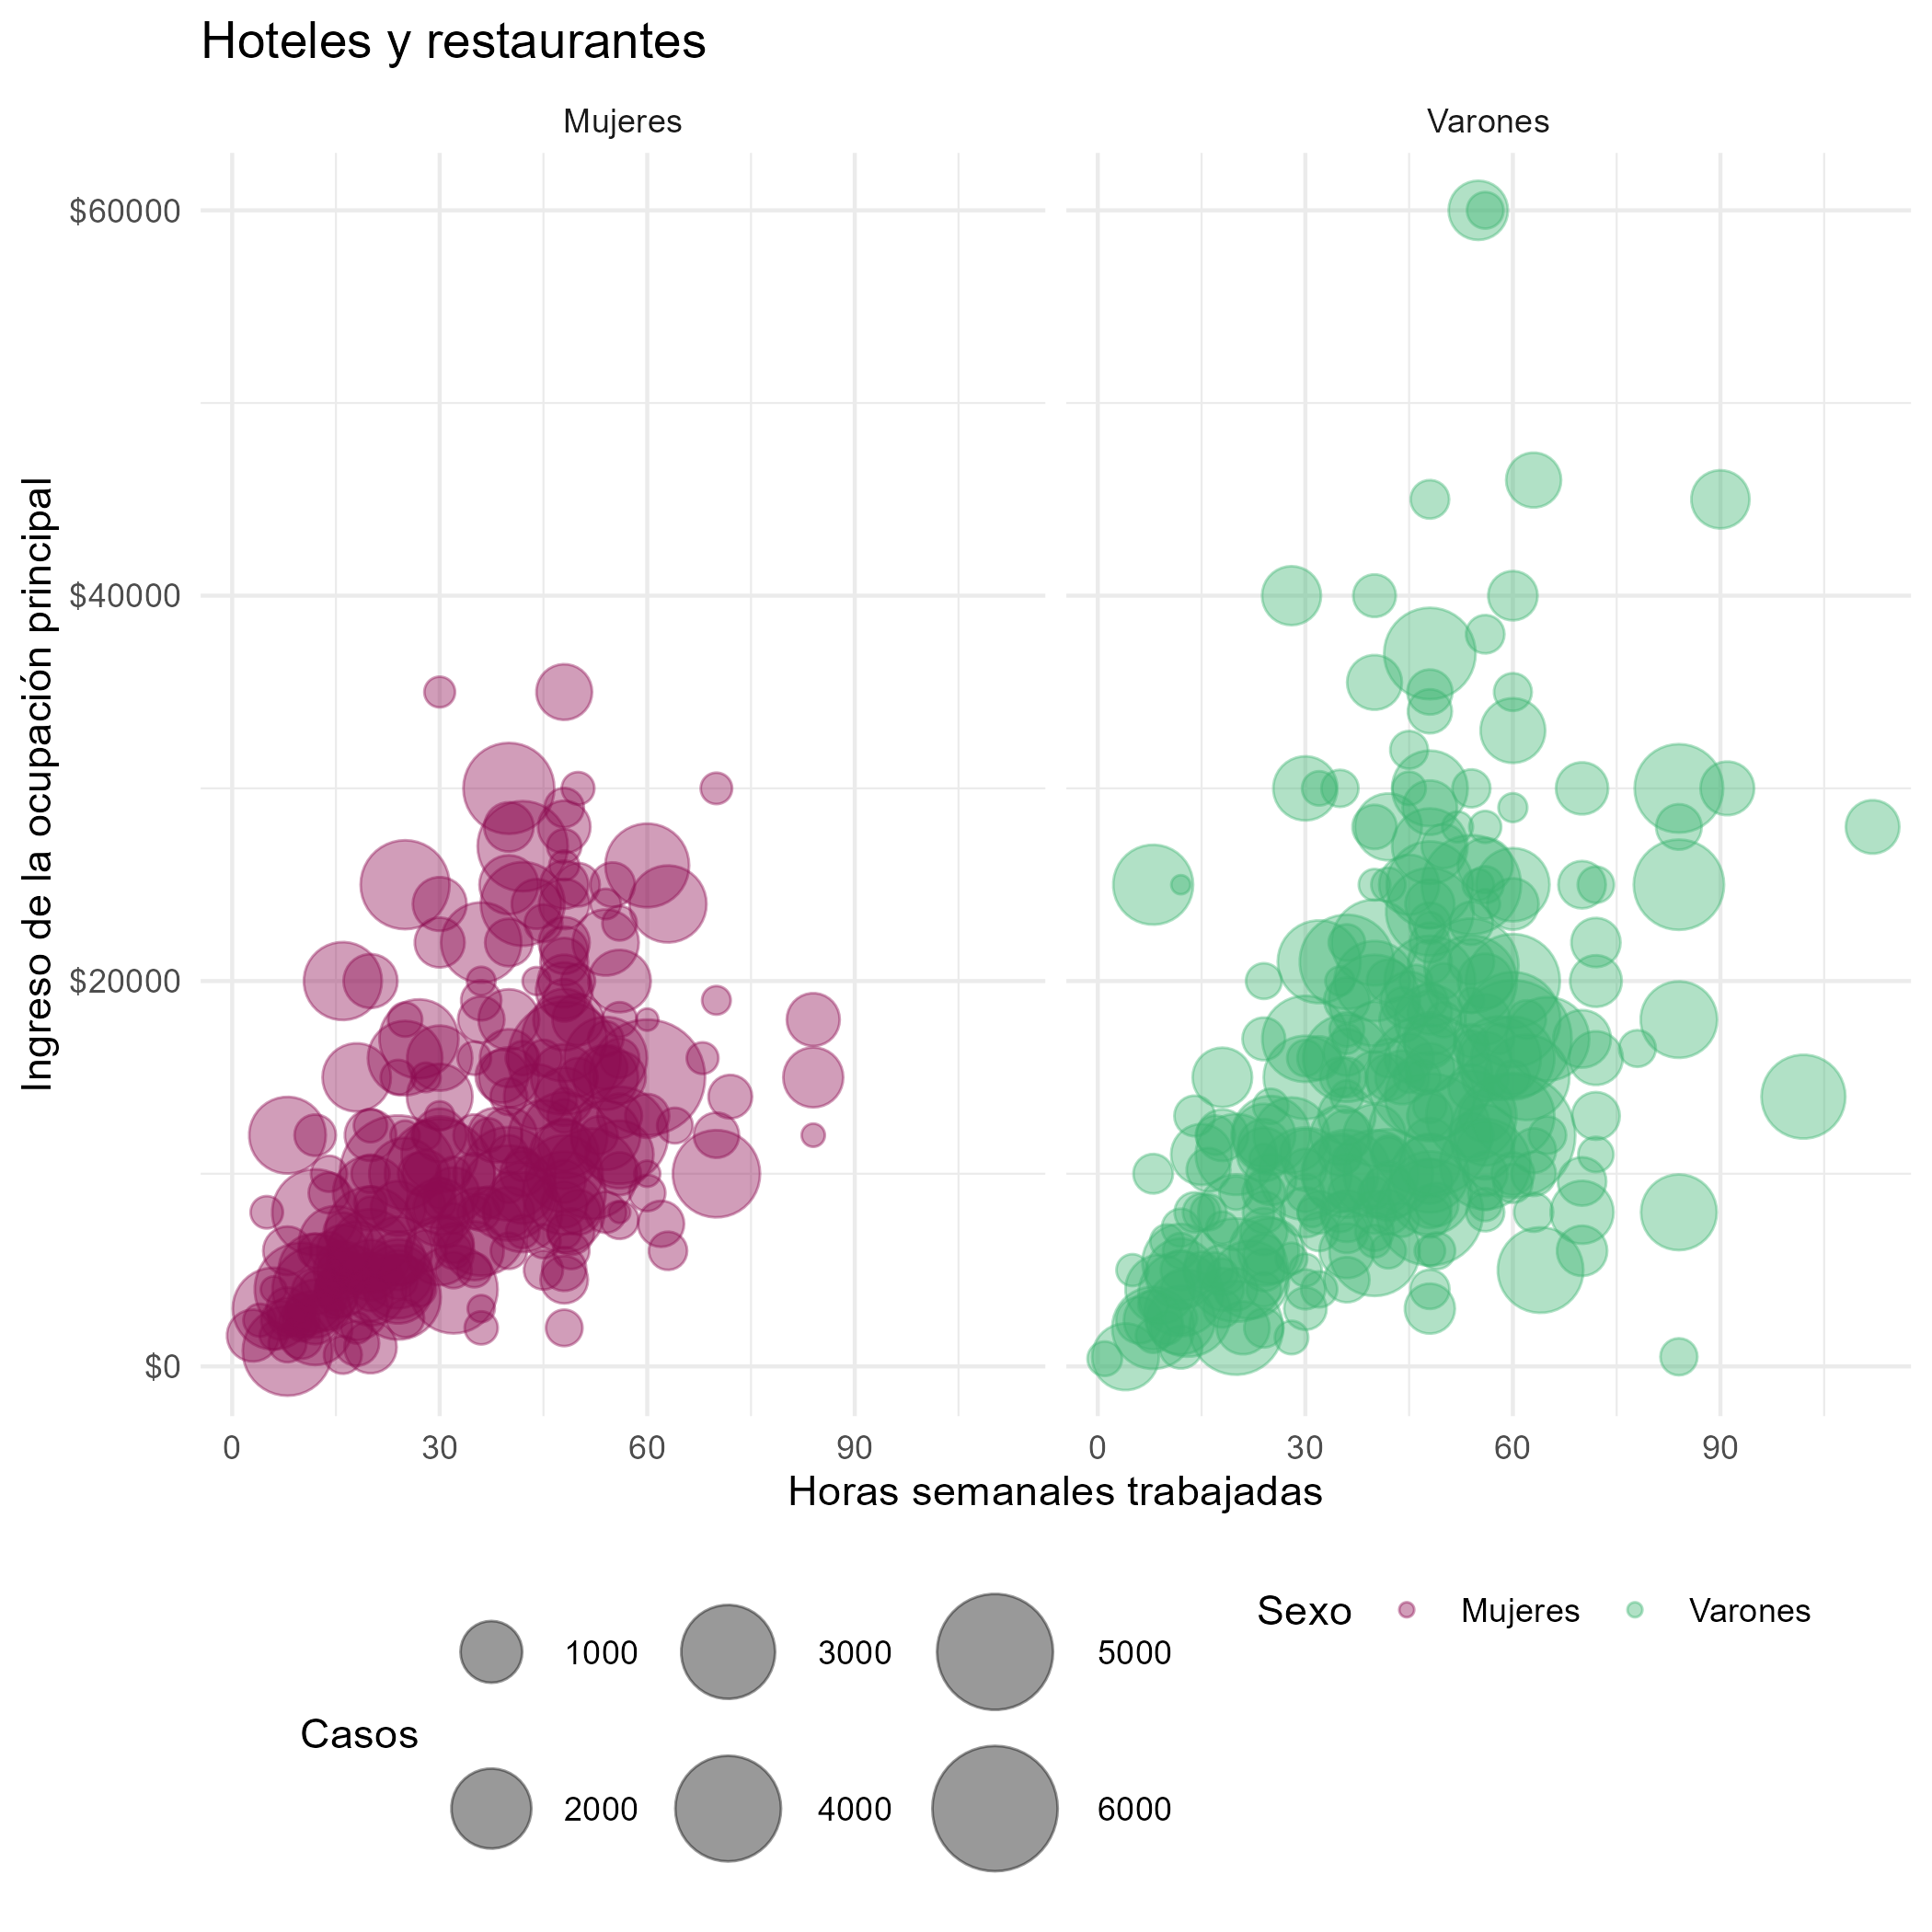 Hoteles y restaurantes
Mujeres
Varones
Ingreso de la ocupación principal
$60000
$40000
$20000
$0
0 30 60 90
0 30 60 90
Horas semanales trabajadas
Casos
1000 3000 5000
2000 4000 6000
Sexo Mujeres Varones